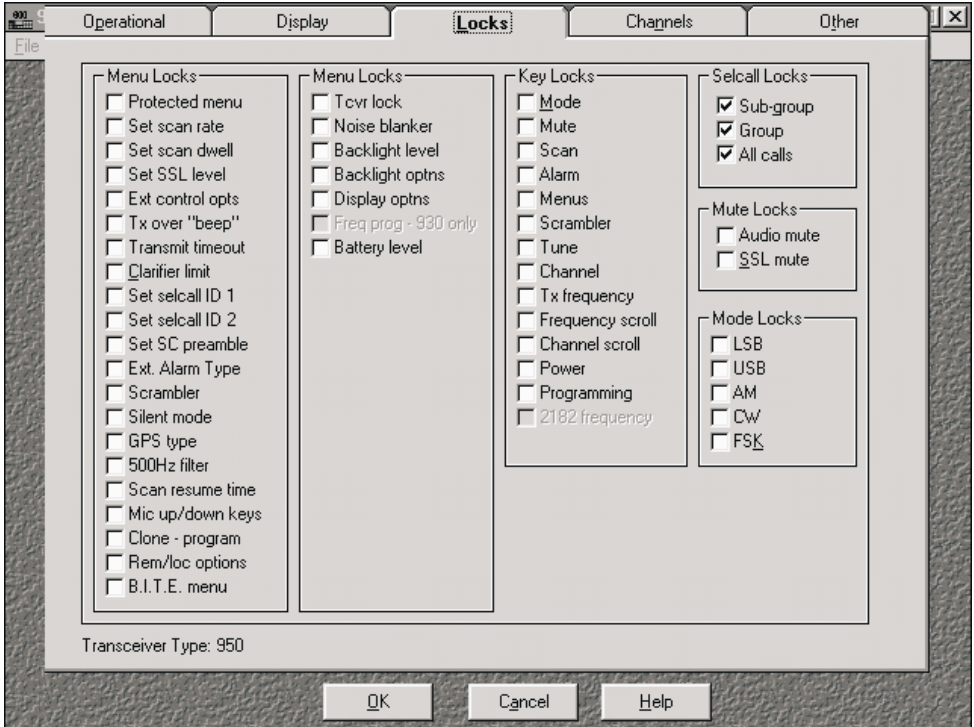 Operational
Display
Locks
Channels
Other
File
Menu Locks
Protected menu
Set scan rate
Set scan dwell
Set SSL level
Ext control opts
Tx over "beep"
Transmit timeout
Clarifier limit
Set selcall ID 1
Set selcall ID 2
Set SC preamble
Ext. Alarm Type
Scrambler
Silent mode
GPS type
500Hz filter
Scan resume time
Mic up/down keys
Clone - program
Rem/loc options
B.I.T.E. menu
Menu Locks
Tcvr lock
Noise blanker
Backlight level
Backlight optns
Display optns
Freq prog - 930 only
Battery level
Key Locks
Mode
Mute
Scan
Alarm
Menus
Scrambler
Tune
Channel
Tx frequency
Frequency scroll
Channel scroll
Power
Programming
2182 frequency
Selcall Locks
Sub-group
Group
All calls
Mute Locks
Audio mute
SSL mute
Mode Locks
LSB
USB
AM
CW
FSK
Transceiver Type: 950
OK
Cancel
Help